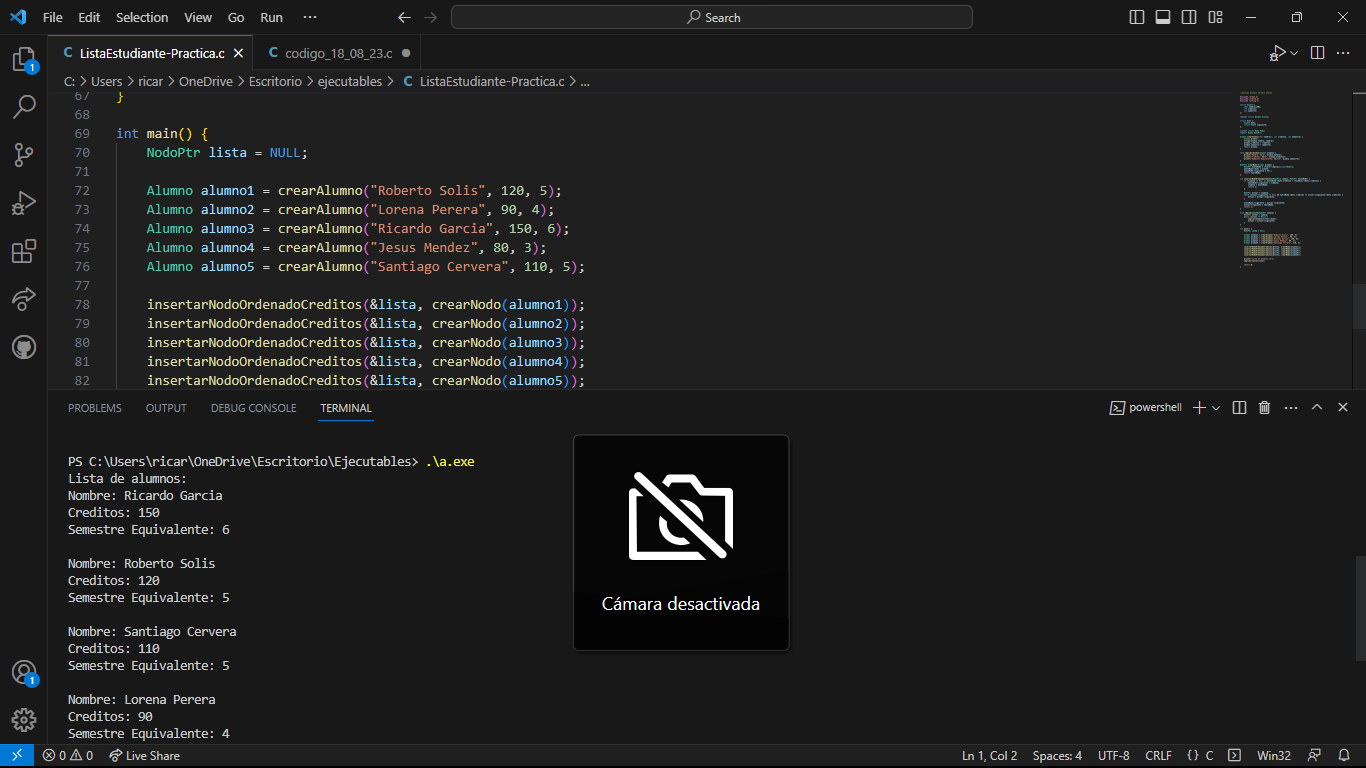 File Edit Selection View Go Run ··· Search
ListaEstudiante-Practica.c codigo_18_08_23.c
C: > Users > ricar > OneDrive > Escritorio > ejecutables > C ListaEstudiante-Practica.c > ...
67 }
68
69 int main() {
70 NodoPtr lista = NULL;
71
72 Alumno alumno1 = crearAlumno("Roberto Solis", 120, 5);
73 Alumno alumno2 = crearAlumno("Lorena Perera", 90, 4);
74 Alumno alumno3 = crearAlumno("Ricardo Garcia", 150, 6);
75 Alumno alumno4 = crearAlumno("Jesus Mendez", 80, 3);
76 Alumno alumno5 = crearAlumno("Santiago Cervera", 110, 5);
77
78 insertarNodoOrdenadoCreditos(&lista, crearNodo(alumno1));
79 insertarNodoOrdenadoCreditos(&lista, crearNodo(alumno2));
80 insertarNodoOrdenadoCreditos(&lista, crearNodo(alumno3));
81 insertarNodoOrdenadoCreditos(&lista, crearNodo(alumno4));
82 insertarNodoOrdenadoCreditos(&lista, crearNodo(alumno5));
PROBLEMS OUTPUT DEBUG CONSOLE TERMINAL powershell
PS C:\Users\ricar\OneDrive\Escritorio\Ejecutables> .\a.exe
Lista de alumnos:
Nombre: Ricardo Garcia
Creditos: 150
Semestre Equivalente: 6
Nombre: Roberto Solis
Creditos: 120
Semestre Equivalente: 5
Nombre: Santiago Cervera
Creditos: 110
Semestre Equivalente: 5
Nombre: Lorena Perera
Creditos: 90
Semestre Equivalente: 4
Cámara desactivada
1
1
0 0 Live Share Ln 1, Col 2 Spaces: 4 UTF-8 CRLF {} C Win32